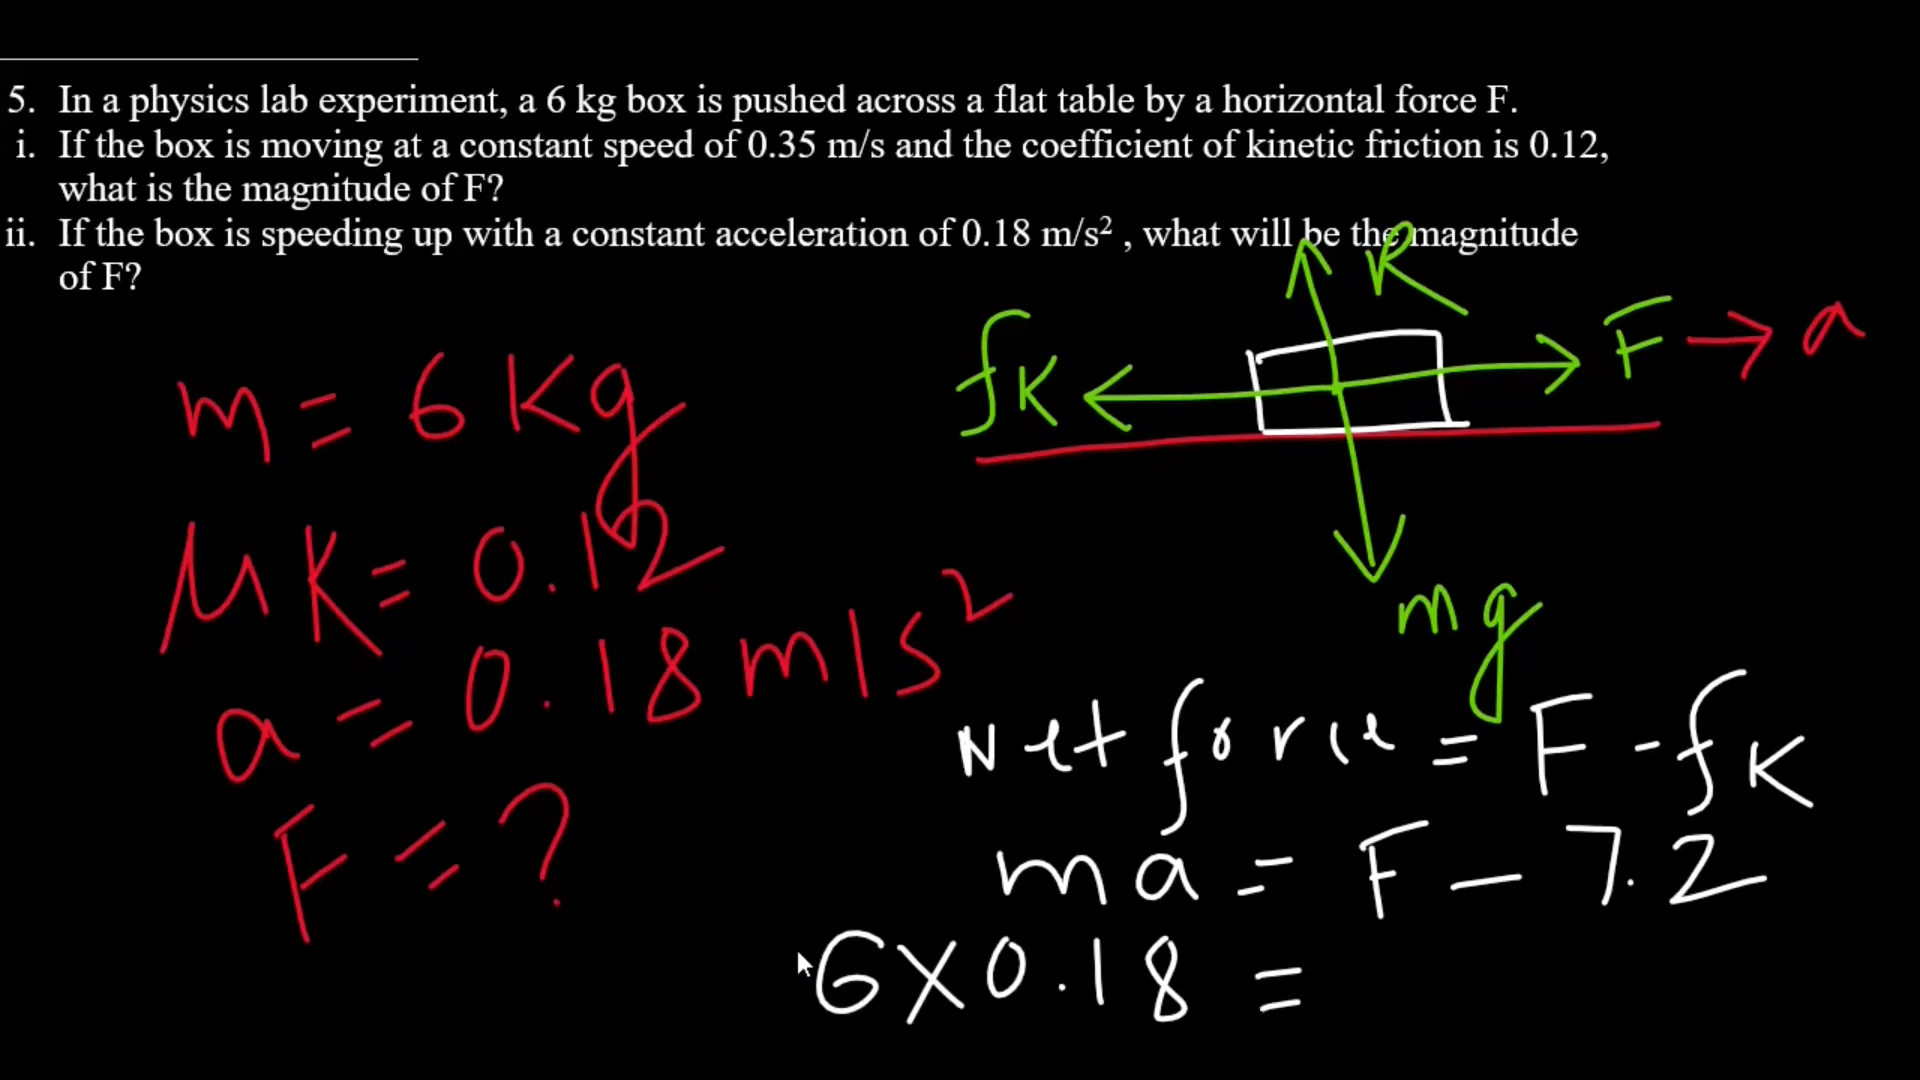 5. In a physics lab experiment, a 6 kg box is pushed across a flat table by a horizontal force F.
i. If the box is moving at a constant speed of 0.35 m/s and the coefficient of kinetic friction is 0.12,
what is the magnitude of F?
ii. If the box is speeding up with a constant acceleration of 0.18 m/s² , what will be the magnitude
of F?
R
fK
F → a
mg
m = 6 Kg
μK = 0.12
a = 0.18 m/s²
F = ?
Net force = F - fK
ma = F - 7.2
6 X 0.18 =